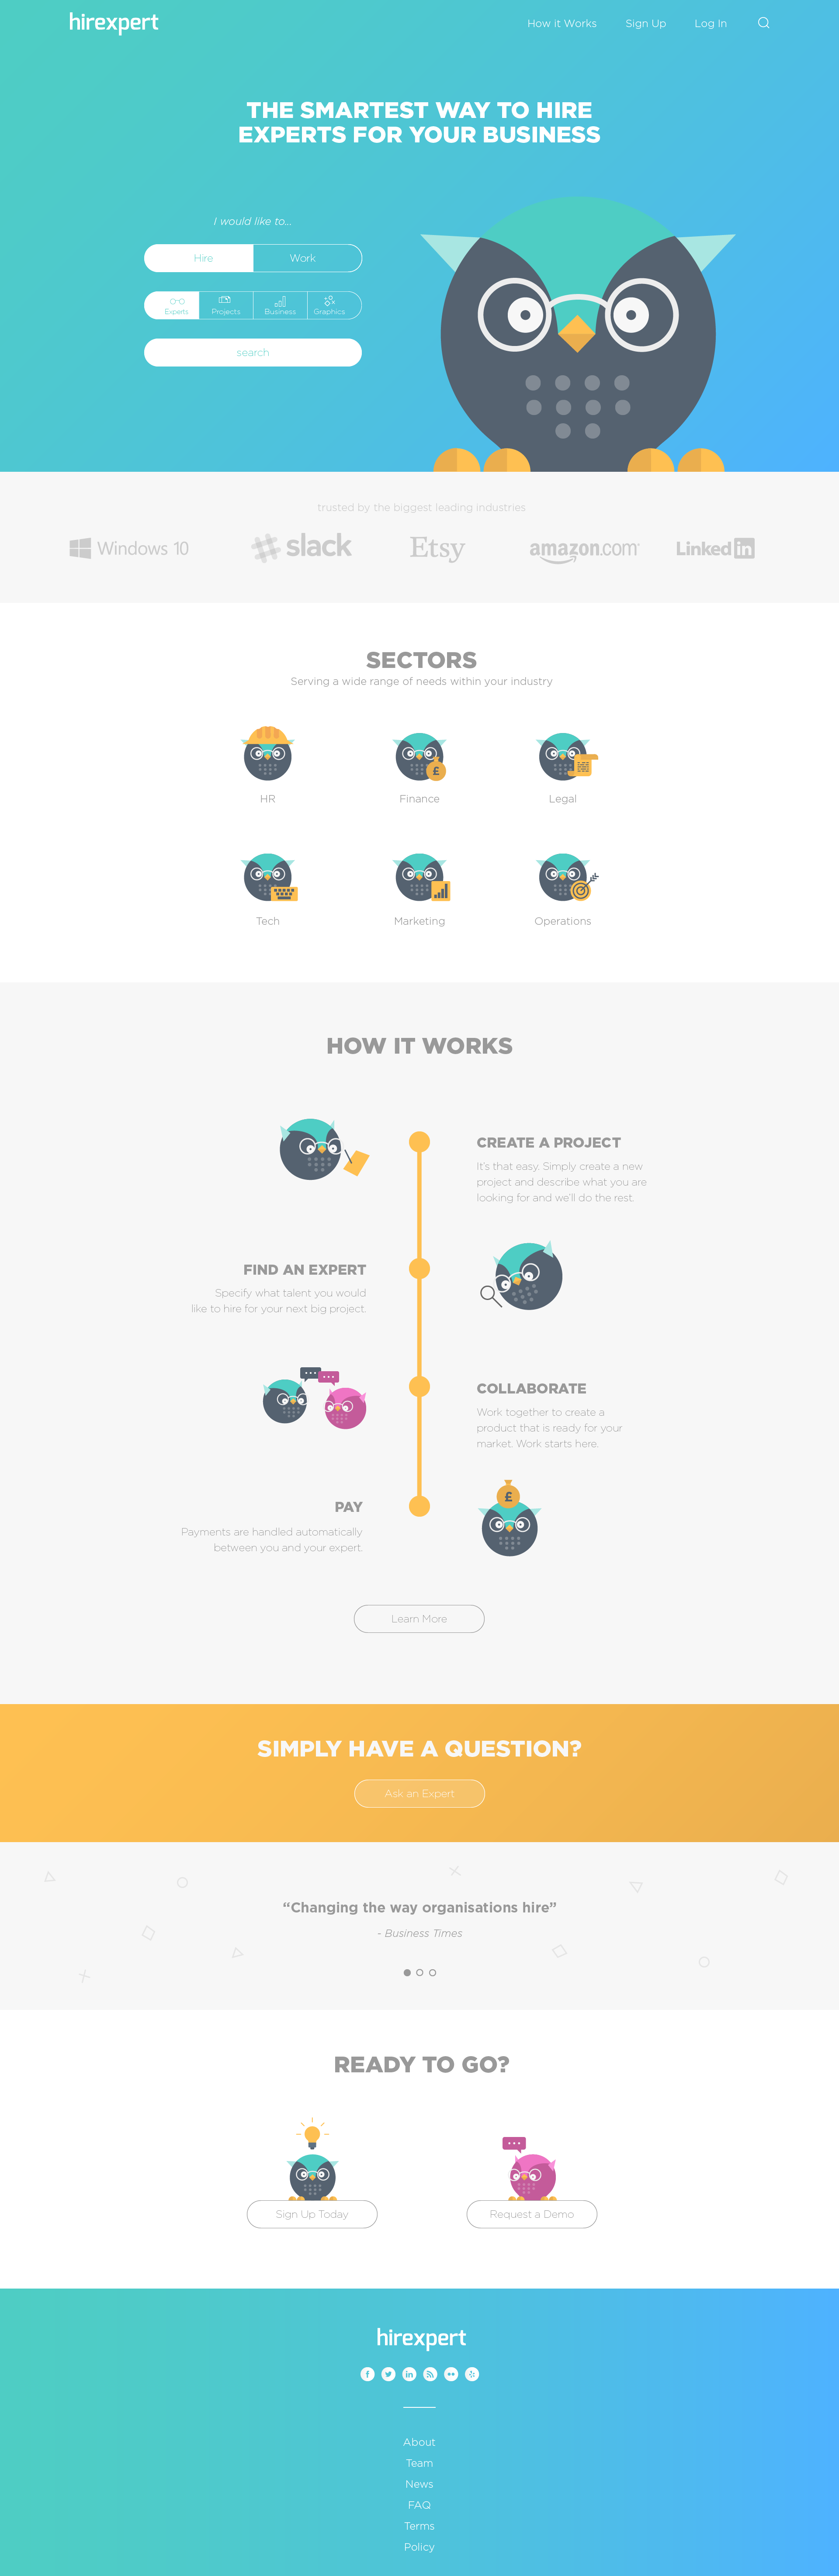 hirexpert
How it Works
Sign Up
Log In
THE SMARTEST WAY TO HIRE
EXPERTS FOR YOUR BUSINESS
I would like to...
Hire
Work
Experts
Projects
Business
Graphics
search
trusted by the biggest leading industries
Windows 10
slack
Etsy
amazon.com
Linked in
SECTORS
Serving a wide range of needs within your industry
£
HR
Finance
Legal
Tech
Marketing
Operations
HOW IT WORKS
CREATE A PROJECT
It's that easy. Simply create a new
project and describe what you are
looking for and we'll do the rest.
FIND AN EXPERT
Specify what talent you would
like to hire for your next big project.
COLLABORATE
Work together to create a
product that is ready for your
market. Work starts here.
£
PAY
Payments are handled automatically
between you and your expert.
Learn More
SIMPLY HAVE A QUESTION?
Ask an Expert
“Changing the way organisations hire”
- Business Times
READY TO GO?
Sign Up Today
Request a Demo
hirexpert
f
in
About
Team
News
FAQ
Terms
Policy